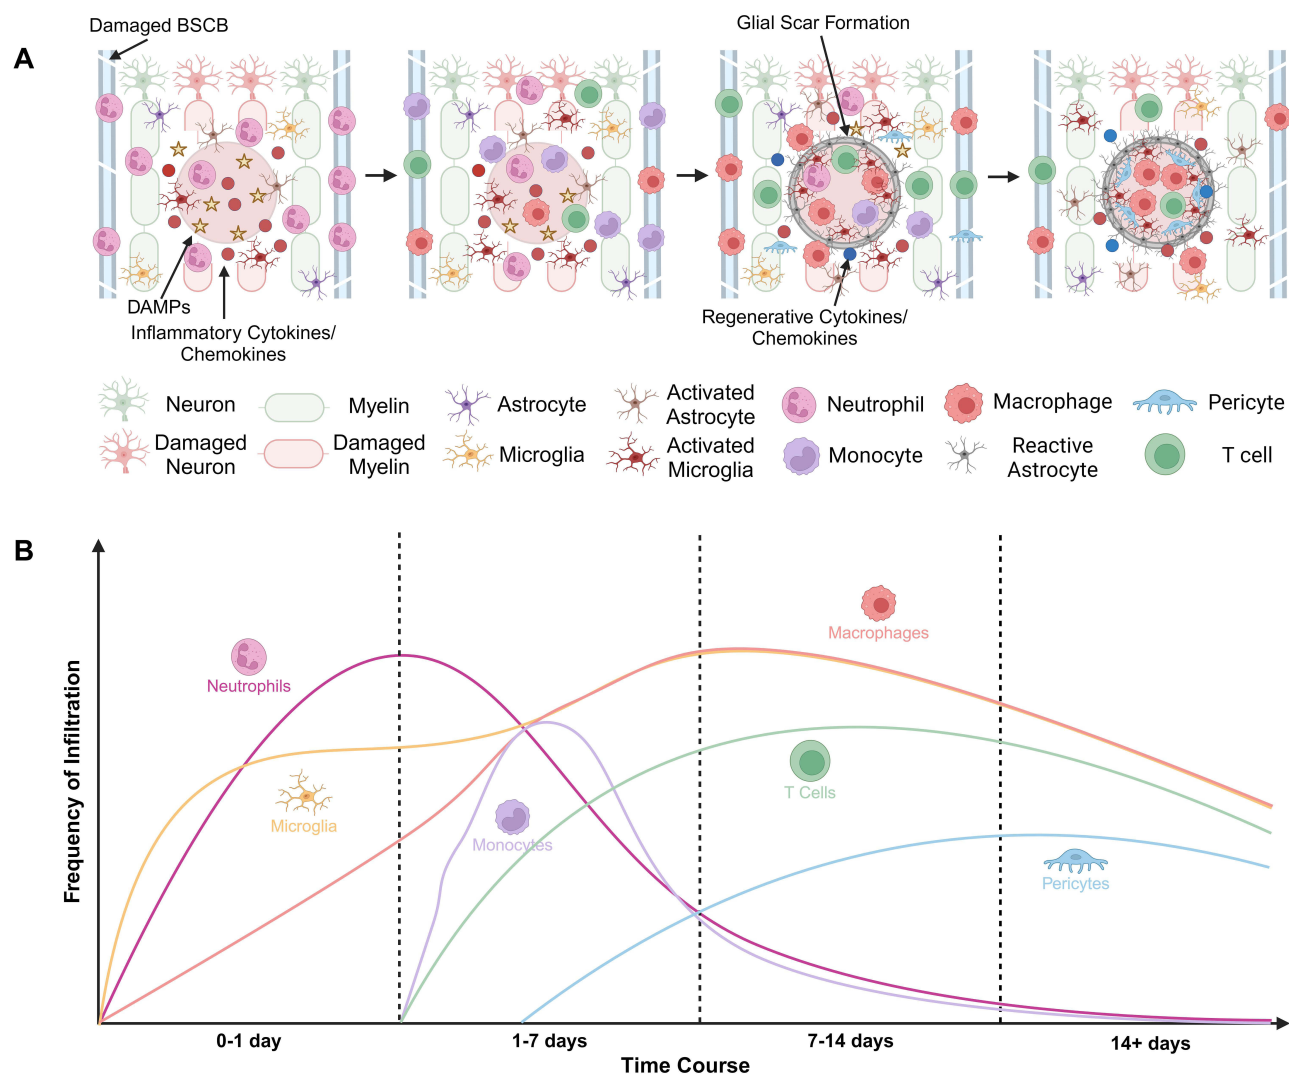 A
Damaged BSCB
Glial Scar Formation
DAMPs
Inflammatory Cytokines/
Chemokines
Regenerative Cytokines/
Chemokines
Neuron
Myelin
Astrocyte
Activated
Astrocyte
Neutrophil
Macrophage
Pericyte
Damaged
Neuron
Damaged
Myelin
Microglia
Activated
Microglia
Monocyte
Reactive
Astrocyte
T cell
B
Frequency of Infiltration
Neutrophils
Microglia
Monocytes
Macrophages
T Cells
Pericytes
0-1 day
1-7 days
7-14 days
14+ days
Time Course